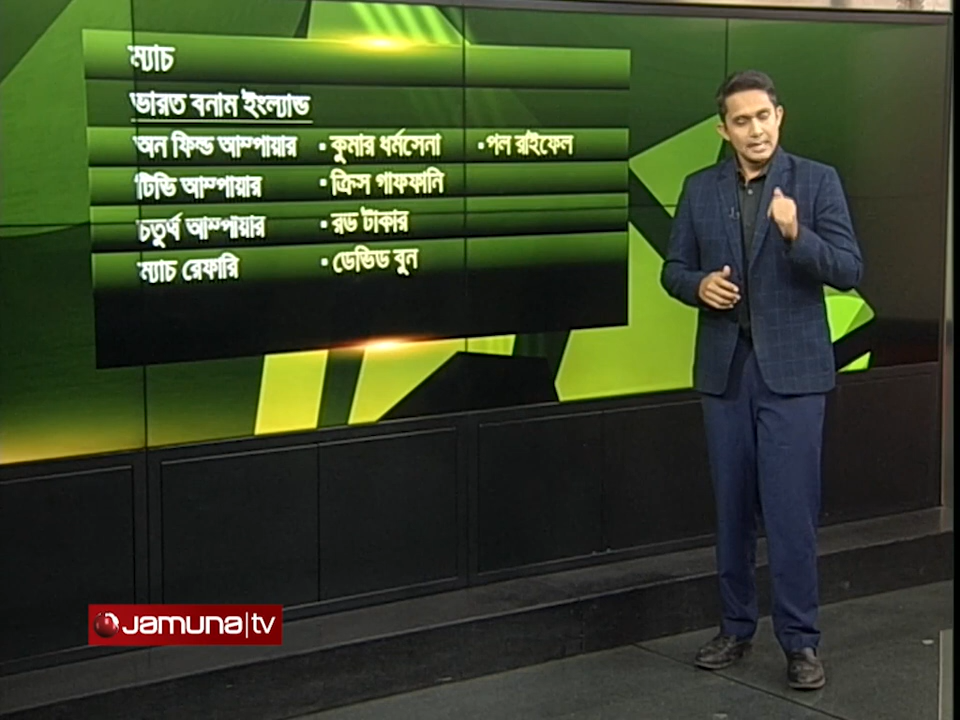 ম্যাচ
ভারত বনাম ইংল্যান্ড
অন ফিল্ড আম্পায়ার • কুমার ধর্মসেনা • পল রাইফেল
টিভি আম্পায়ার • ক্রিস গাফফানি
চতুর্থ আম্পায়ার • রড টাকার
ম্যাচ রেফারি • ডেভিড বুন
Jamuna|tv